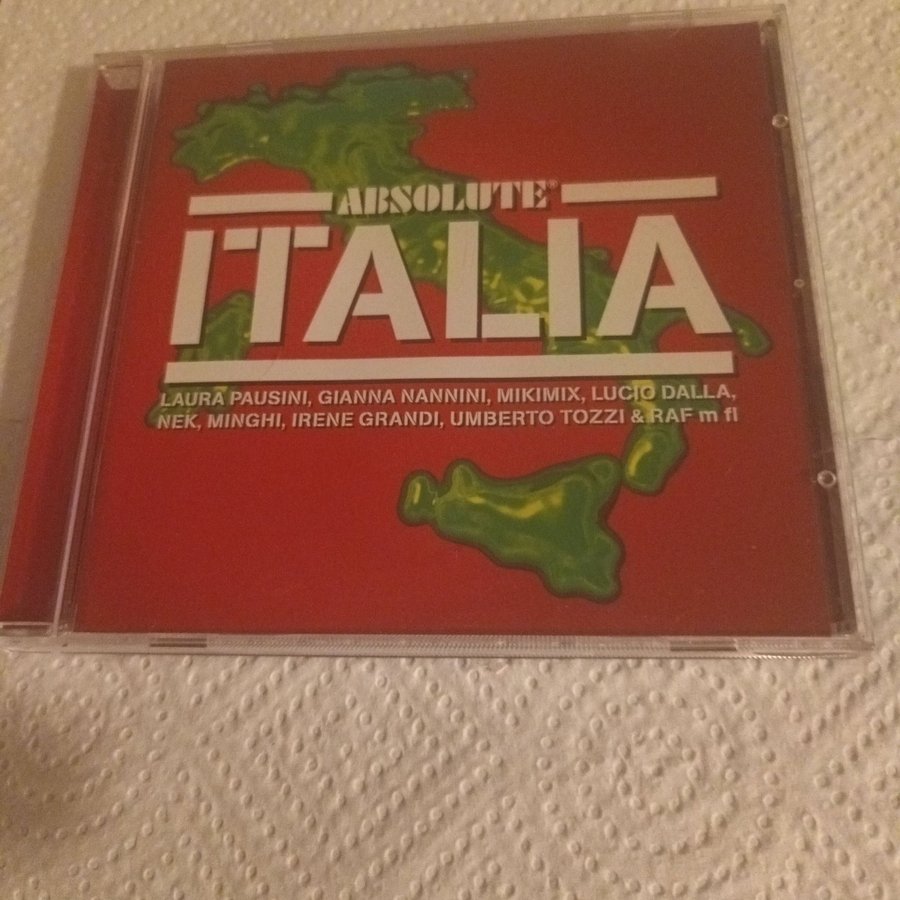 ABSOLUTE®
ITALIA
LAURA PAUSINI, GIANNA NANNINI, MIKIMIX, LUCIO DALLA,
NEK, MINGHI, IRENE GRANDI, UMBERTO TOZZI & RAF m fl